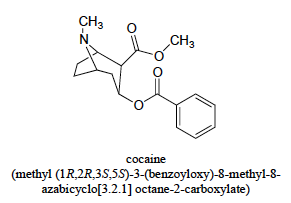 CH₃
N
O
CH₃
O
O
O
cocaine
(methyl (1R,2R,3S,5S)-3-(benzoyloxy)-8-methyl-8-
azabicyclo[3.2.1] octane-2-carboxylate)